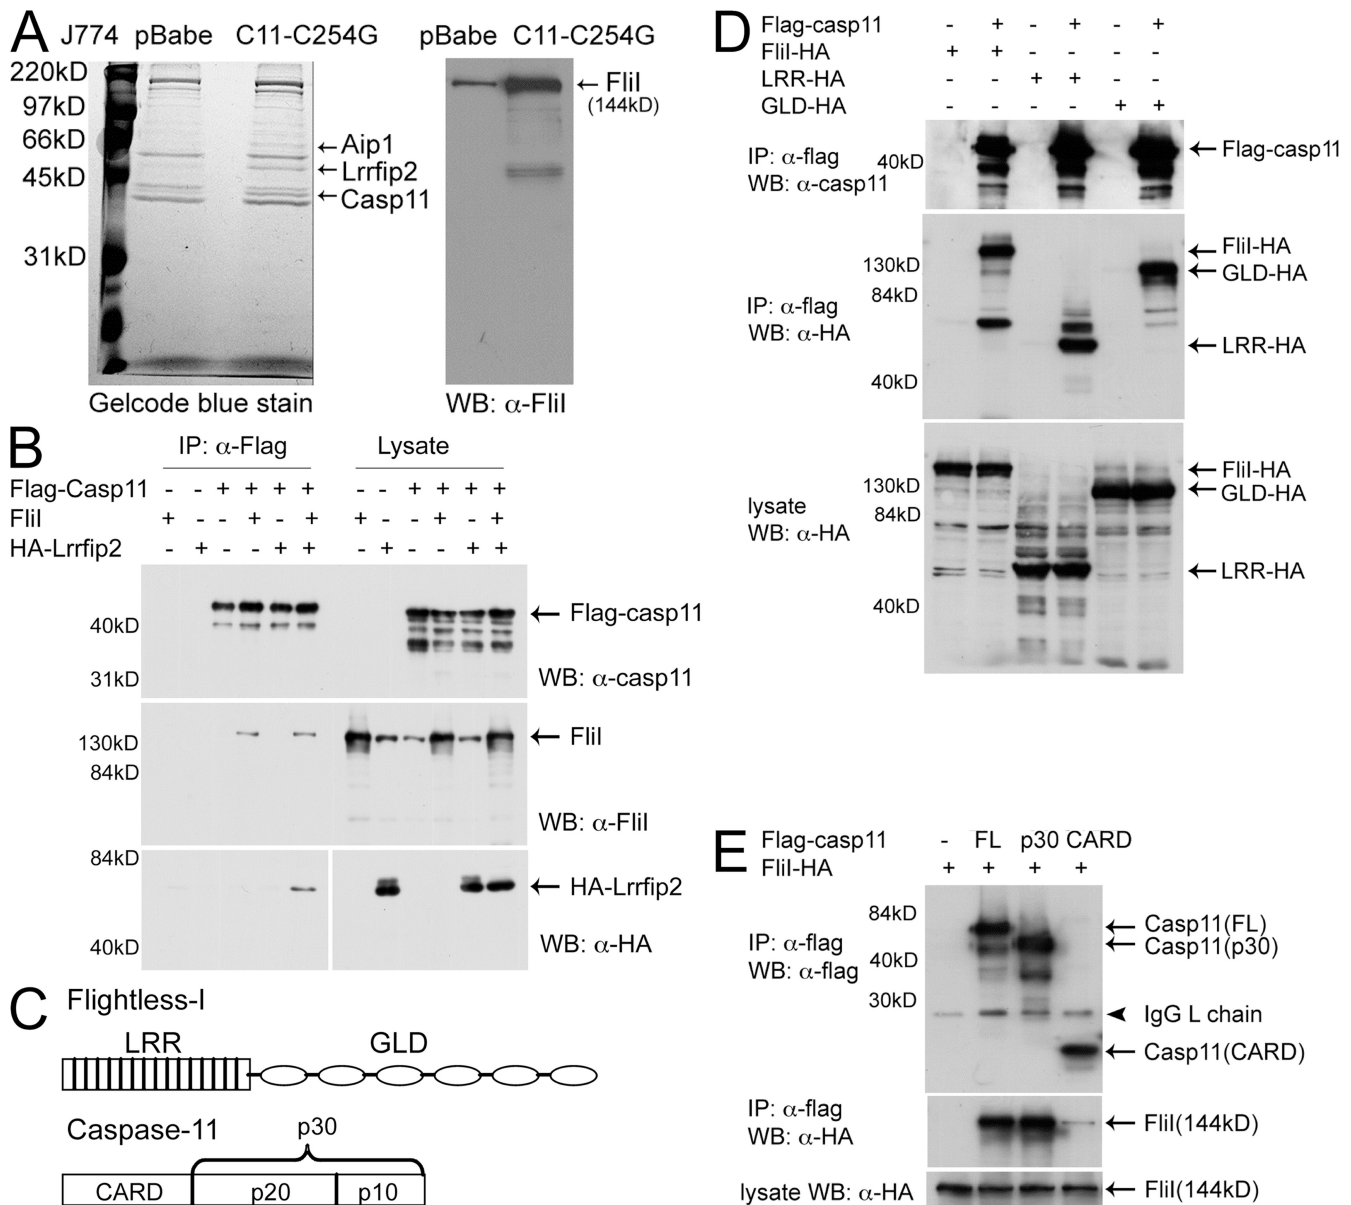 A
J774 pBabe C11-C254G
220kD
97kD
66kD
45kD
31kD
← Aip1
← Lrrfip2
← Casp11
Gelcode blue stain
pBabe C11-C254G
← FliI
(144kD)
WB: α-FliI
B
IP: α-Flag Lysate
Flag-Casp11 - - + + + + - - + + + +
FliI + - - + - + + - - + - +
HA-Lrrfip2 - + - - + + - + - - + +
40kD
31kD
← Flag-casp11
WB: α-casp11
130kD
84kD
← FliI
WB: α-FliI
84kD
40kD
← HA-Lrrfip2
WB: α-HA
C
Flightless-I
LRR GLD
Caspase-11 p30
CARD p20 p10
D
Flag-casp11 - + - + - +
FliI-HA + + - - - -
LRR-HA - - + + - -
GLD-HA - - - - + +
IP: α-flag
WB: α-casp11
40kD
← Flag-casp11
IP: α-flag
WB: α-HA
130kD
84kD
40kD
← FliI-HA
← GLD-HA
← LRR-HA
lysate
WB: α-HA
130kD
84kD
40kD
← FliI-HA
← GLD-HA
← LRR-HA
E
Flag-casp11 - FL p30 CARD
FliI-HA + + + +
IP: α-flag
WB: α-flag
84kD
40kD
30kD
← Casp11(FL)
← Casp11(p30)
IgG L chain
← Casp11(CARD)
IP: α-flag
WB: α-HA
← FliI(144kD)
lysate WB: α-HA
← FliI(144kD)